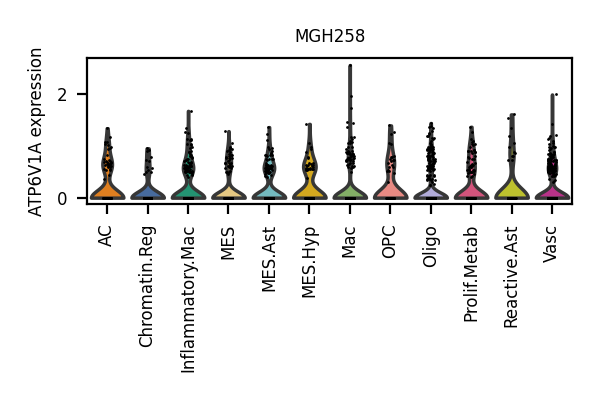 MGH258
ATP6V1A expression
2
0
AC
Chromatin.Reg
Inflammatory.Mac
MES
MES.Ast
MES.Hyp
Mac
OPC
Oligo
Prolif.Metab
Reactive.Ast
Vasc